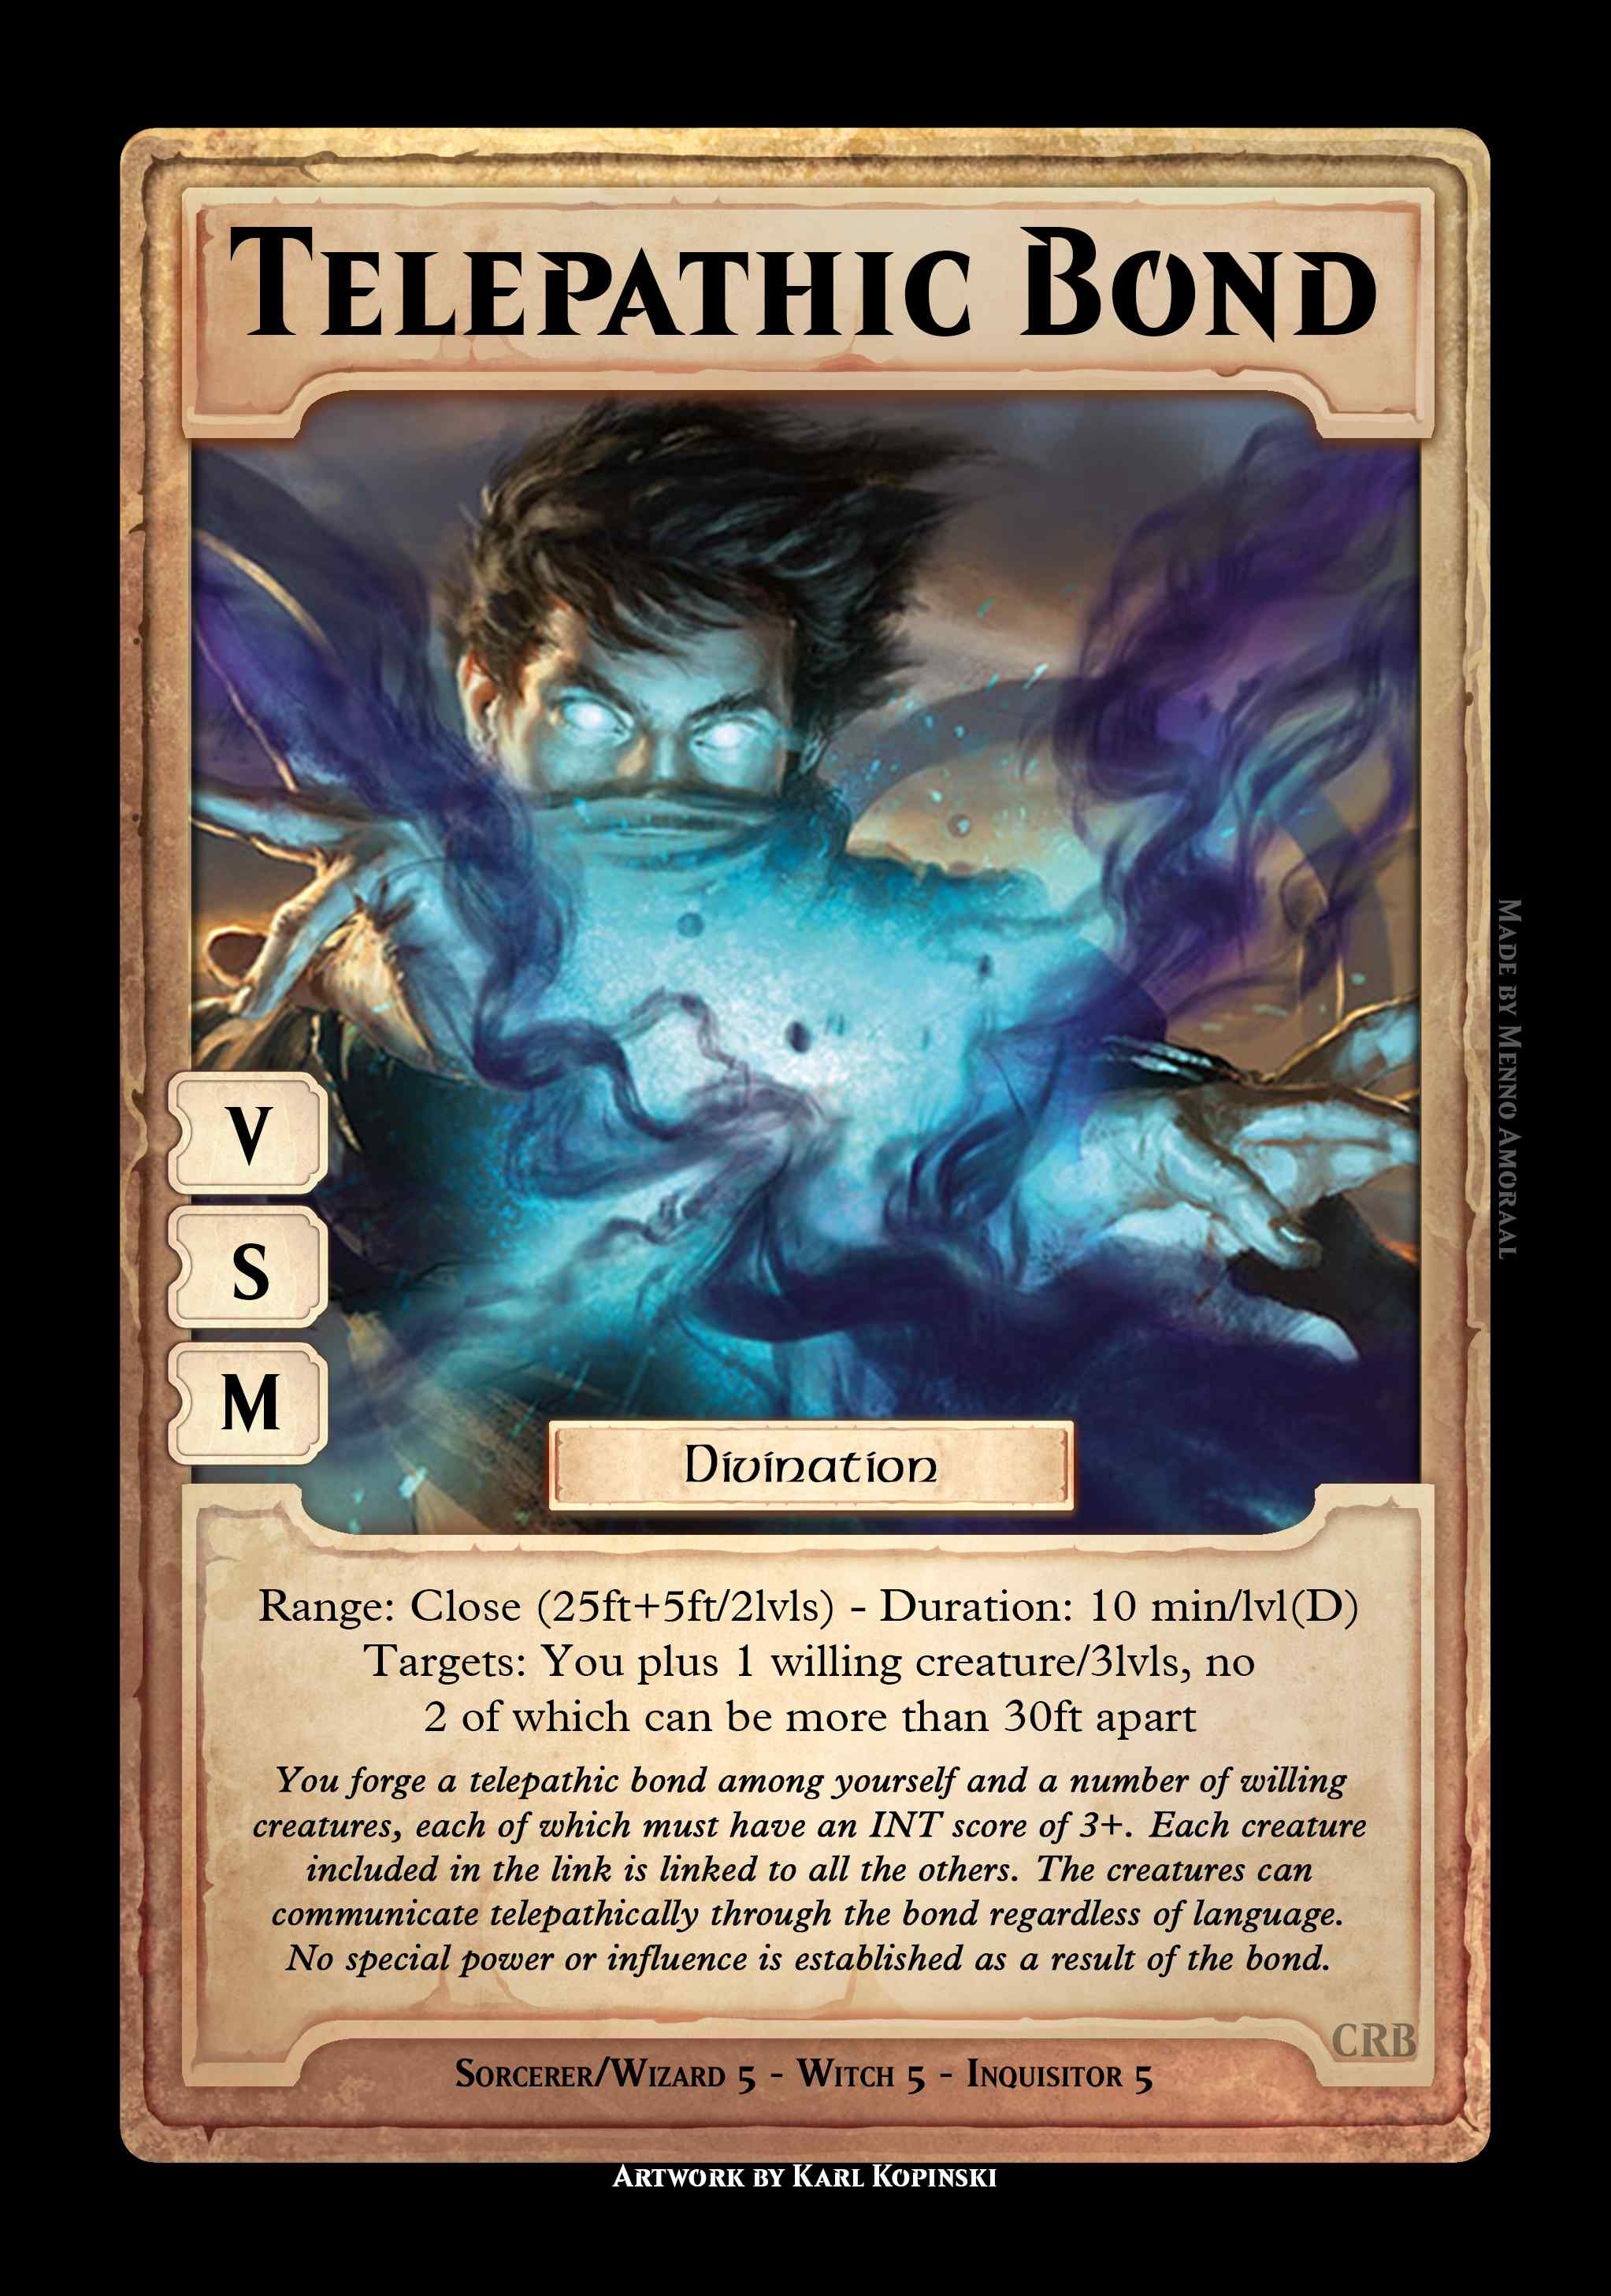 Telepathic Bond
V
S
M
Divination
Range: Close (25ft+5ft/2lvls) - Duration: 10 min/lvl(D)
Targets: You plus 1 willing creature/3lvls, no
2 of which can be more than 30ft apart
You forge a telepathic bond among yourself and a number of willing
creatures, each of which must have an INT score of 3+. Each creature
included in the link is linked to all the others. The creatures can
communicate telepathically through the bond regardless of language.
No special power or influence is established as a result of the bond.
CRB
Sorcerer/Wizard 5 - Witch 5 - Inquisitor 5
Artwork by Karl Kopinski
Made by Menno Amoraal